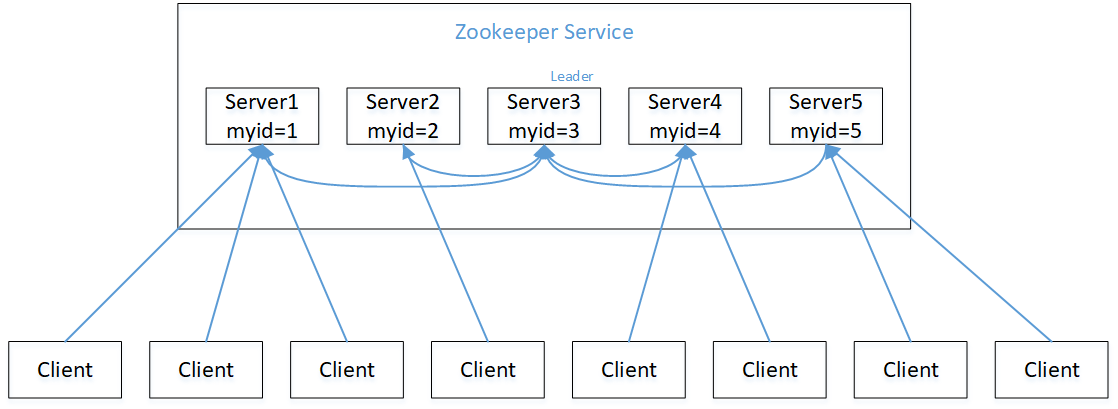 Zookeeper Service
Leader
Server1
myid=1
Server2
myid=2
Server3
myid=3
Server4
myid=4
Server5
myid=5
Client
Client
Client
Client
Client
Client
Client
Client